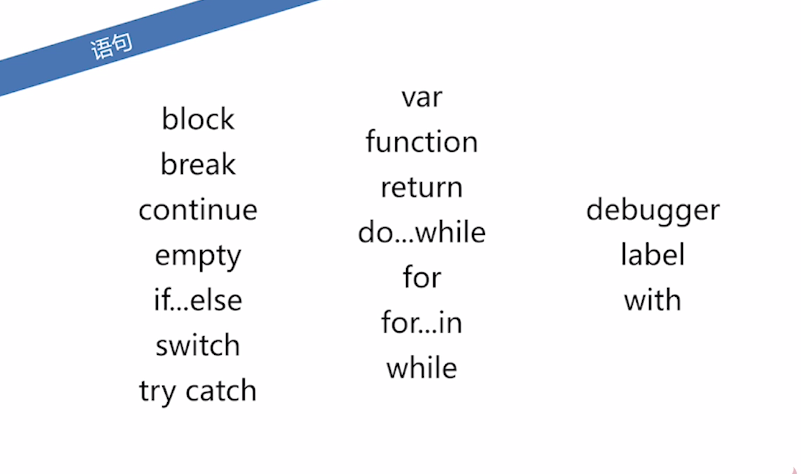 语句
block
break
continue
empty
if...else
switch
try catch
var
function
return
do...while
for
for...in
while
debugger
label
with